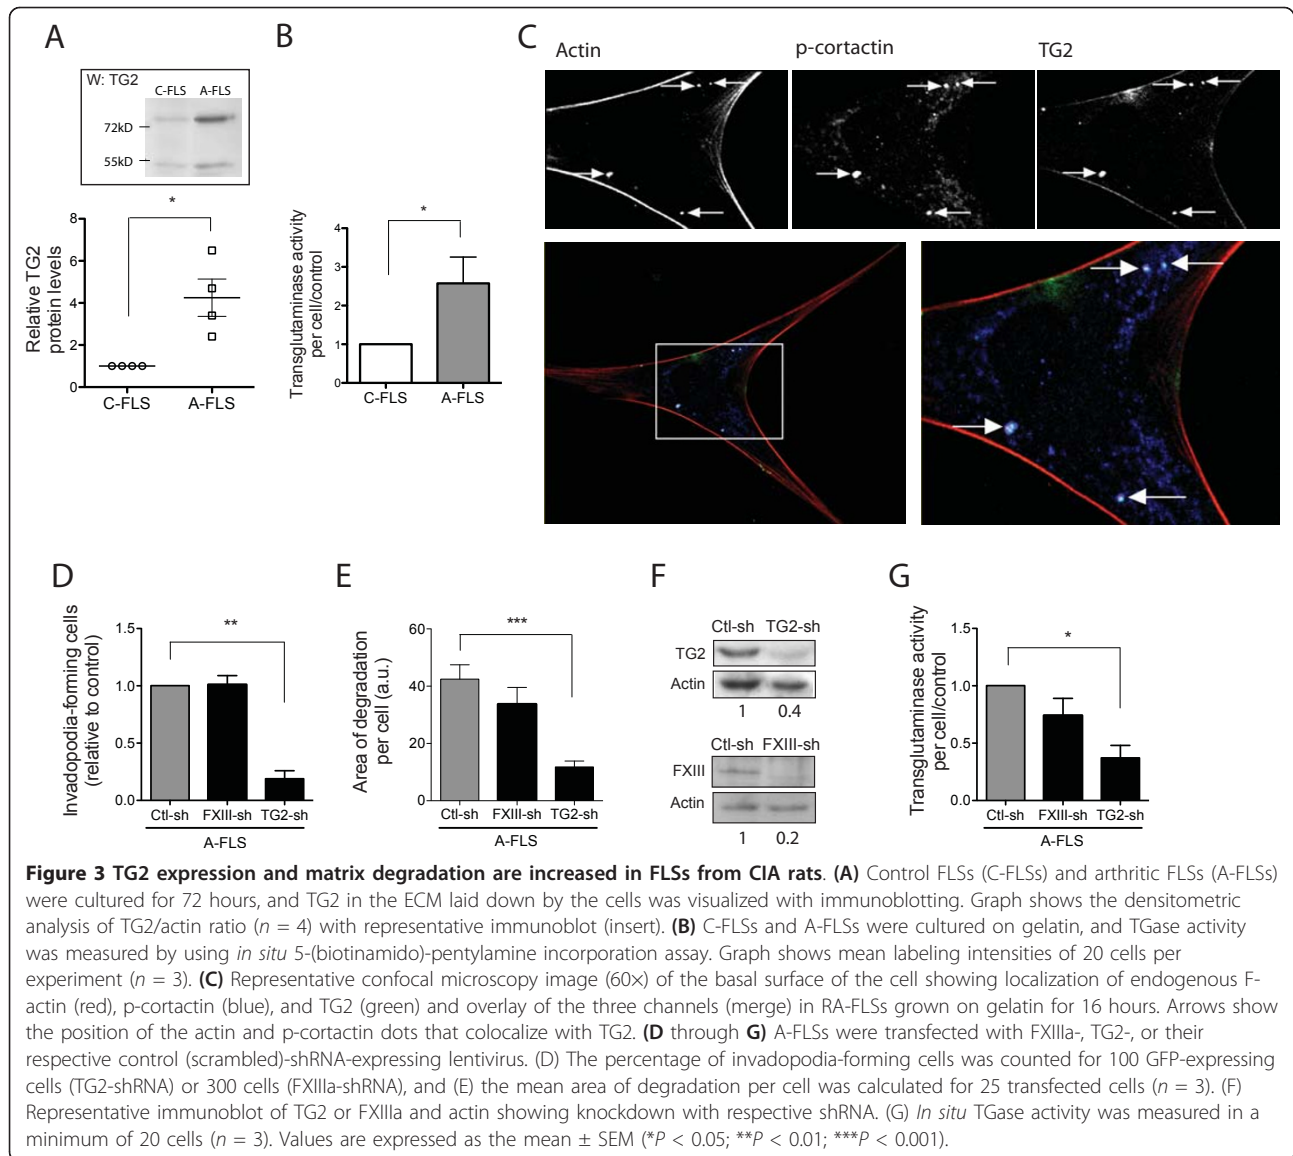 A
W: TG2
C-FLS A-FLS
72kD
55kD
*
8
6
4
2
0
Relative TG2
protein levels
C-FLS A-FLS
B
*
4
3
2
1
0
Transglutaminase activity
per cell/control
C-FLS A-FLS
C
Actin p-cortactin TG2
D
**
1.5
1.0
0.5
0.0
Invadopodia-forming cells
(relative to control)
Ctl-sh FXIII-sh TG2-sh
A-FLS
E
***
60
40
20
0
Area of degradation
per cell (a.u.)
Ctl-sh FXIII-sh TG2-sh
A-FLS
F
Ctl-sh TG2-sh
TG2
Actin
1 0.4
Ctl-sh FXIII-sh
FXIII
Actin
1 0.2
G
*
1.5
1.0
0.5
0.0
Transglutaminase activity
per cell/control
Ctl-sh FXIII-sh TG2-sh
A-FLS
Figure 3 TG2 expression and matrix degradation are increased in FLSs from CIA rats. (A) Control FLSs (C-FLSs) and arthritic FLSs (A-FLSs)
were cultured for 72 hours, and TG2 in the ECM laid down by the cells was visualized with immunoblotting. Graph shows the densitometric
analysis of TG2/actin ratio (n = 4) with representative immunoblot (insert). (B) C-FLSs and A-FLSs were cultured on gelatin, and TGase activity
was measured by using in situ 5-(biotinamido)-pentylamine incorporation assay. Graph shows mean labeling intensities of 20 cells per
experiment (n = 3). (C) Representative confocal microscopy image (60×) of the basal surface of the cell showing localization of endogenous F-
actin (red), p-cortactin (blue), and TG2 (green) and overlay of the three channels (merge) in RA-FLSs grown on gelatin for 16 hours. Arrows show
the position of the actin and p-cortactin dots that colocalize with TG2. (D through G) A-FLSs were transfected with FXIIIa-, TG2-, or their
respective control (scrambled)-shRNA-expressing lentivirus. (D) The percentage of invadopodia-forming cells was counted for 100 GFP-expressing
cells (TG2-shRNA) or 300 cells (FXIIIa-shRNA), and (E) the mean area of degradation per cell was calculated for 25 transfected cells (n = 3). (F)
Representative immunoblot of TG2 or FXIIIa and actin showing knockdown with respective shRNA. (G) In situ TGase activity was measured in a
minimum of 20 cells (n = 3). Values are expressed as the mean ± SEM (*P < 0.05; **P < 0.01; ***P < 0.001).